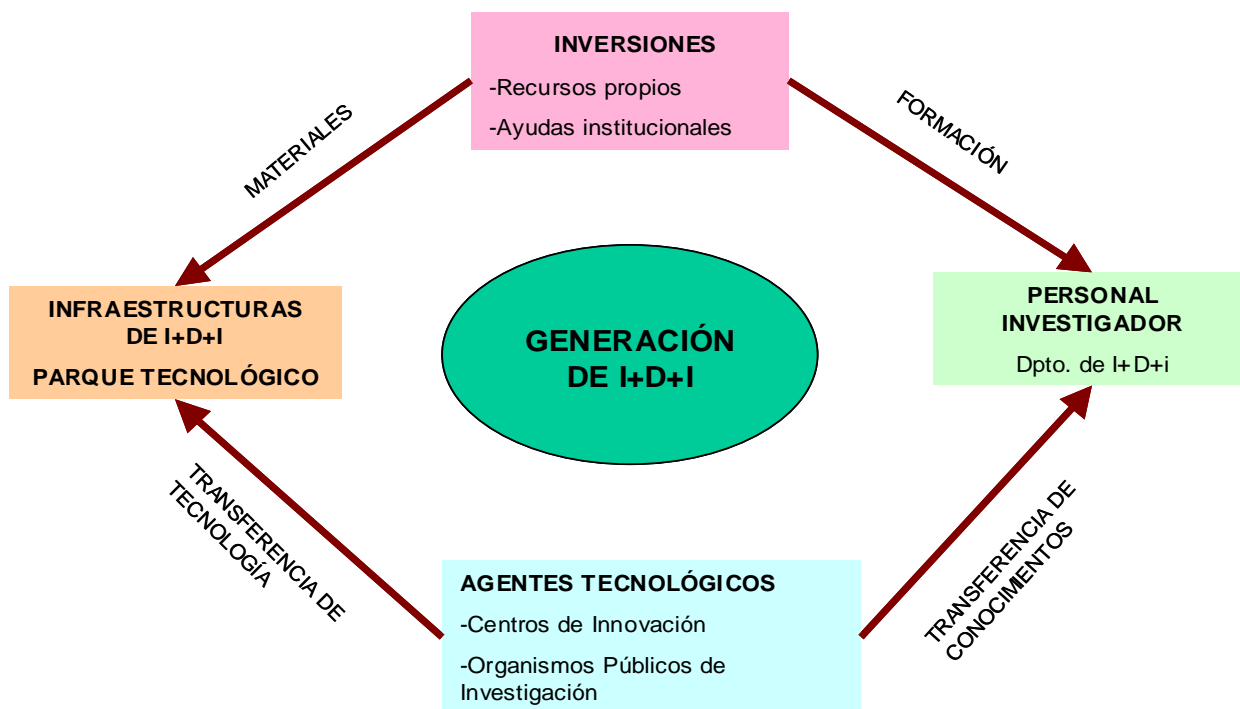 INVERSIONES
-Recursos propios
-Ayudas institucionales
MATERIALES
FORMACIÓN
INFRAESTRUCTURAS
DE I+D+I
PARQUE TECNOLÓGICO
GENERACIÓN
DE I+D+I
PERSONAL
INVESTIGADOR
Dpto. de I+D+i
TRANSFERENCIA DE
TECNOLOGÍA
AGENTES TECNOLÓGICOS
-Centros de Innovación
-Organismos Públicos de
Investigación
TRANSFERENCIA DE
CONOCIMIENTOS